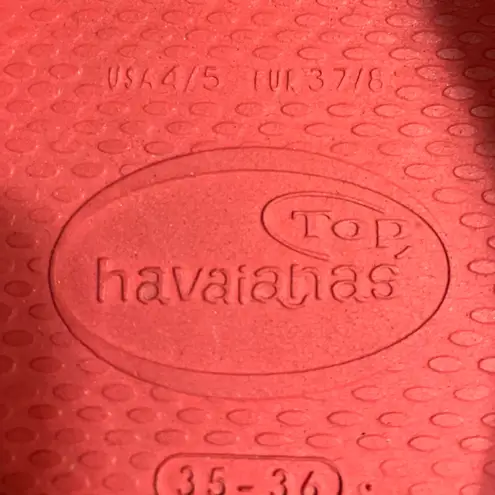 USA 4/5 EUR 37/8
Top
havaianas
35-36